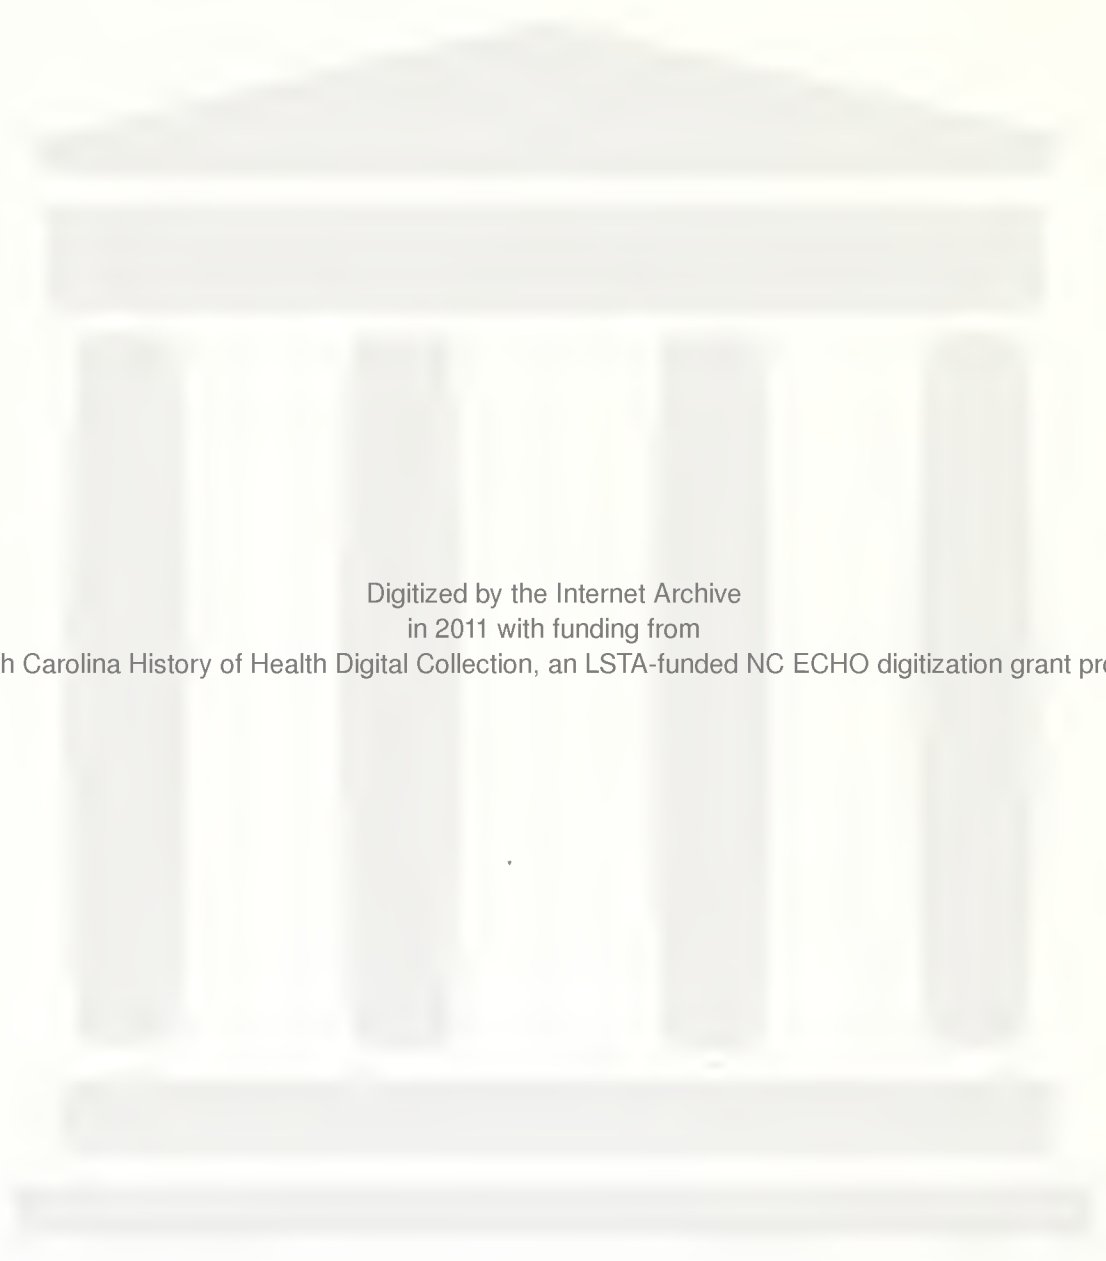 Digitized by the Internet Archive
in 2011 with funding from
h Carolina History of Health Digital Collection, an LSTA-funded NC ECHO digitization grant pro